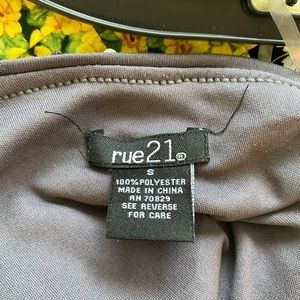 rue21®
S
100% POLYESTER
MADE IN CHINA
RN 70829
SEE REVERSE
FOR CARE